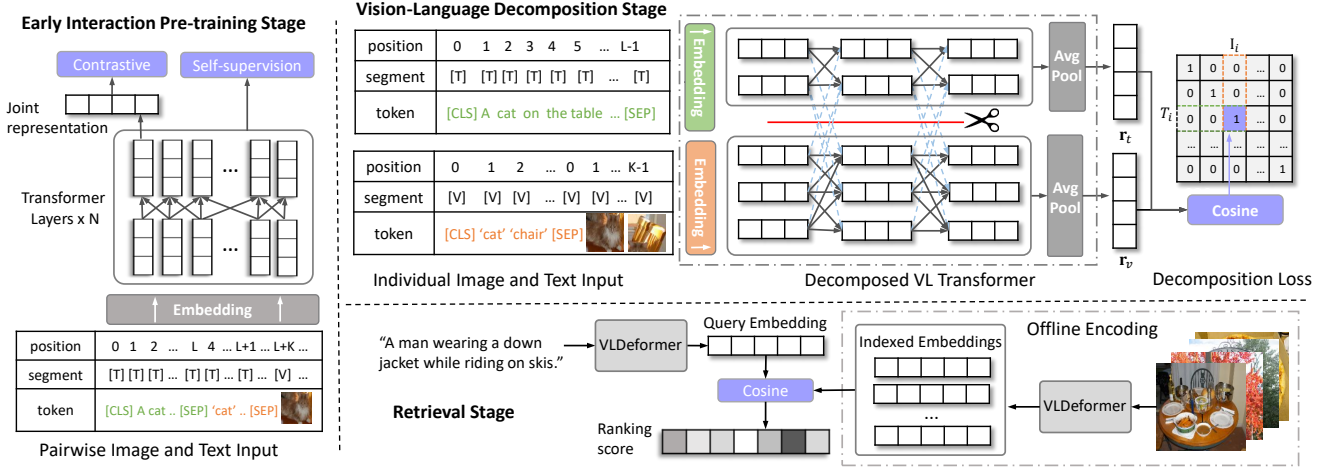 Early Interaction Pre-training Stage
Contrastive
Self-supervision
Joint
representation
Transformer
Layers x N
...
...
Embedding
position 0 1 2 ... L 4 ... L+1 ... L+K ...
segment [T] [T] [T] ... [T] [T] ... [T] ... [V] ...
token [CLS] A cat .. [SEP] 'cat' .. [SEP]
Pairwise Image and Text Input
Vision-Language Decomposition Stage
position 0 1 2 3 4 5 ... L-1
segment [T] [T] [T] [T] [T] [T] ... [T]
token [CLS] A cat on the table ... [SEP]
position 0 1 2 ... 0 1 ... K-1
segment [V] [V] [V] ... [V] [V] ... [V]
token [CLS] 'cat' 'chair' [SEP]
Individual Image and Text Input
Embedding
Embedding
Avg
Pool
Avg
Pool
Decomposed VL Transformer
r_t
r_v
I_i
T_i
1 0 0 ... 0
0 1 0 ... 0
0 0 1 ... 0
... ... ... ... ...
0 0 0 ... 1
Cosine
Decomposition Loss
"A man wearing a down
jacket while riding on skis."
VLDeformer
Query Embedding
Cosine
Retrieval Stage
Ranking
score
Offline Encoding
Indexed Embeddings
...
VLDeformer